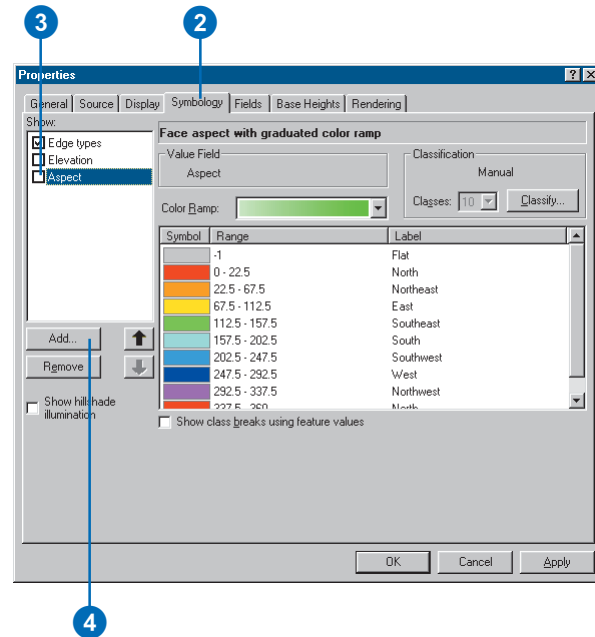 3
2
Properties
General Source Display Symbology Fields Base Heights Rendering
Show:
Edge types
Elevation
Aspect
Add...
Remove
Show hillshade
illumination
Face aspect with graduated color ramp
Value Field
Aspect
Classification
Manual
Color Ramp:
Classes: 10 Classify...
Symbol Range Label
-1 Flat
0 - 22.5 North
22.5 - 67.5 Northeast
67.5 - 112.5 East
112.5 - 157.5 Southeast
157.5 - 202.5 South
202.5 - 247.5 Southwest
247.5 - 292.5 West
292.5 - 337.5 Northwest
337.5 - 360 North
Show class breaks using feature values
OK Cancel Apply
4